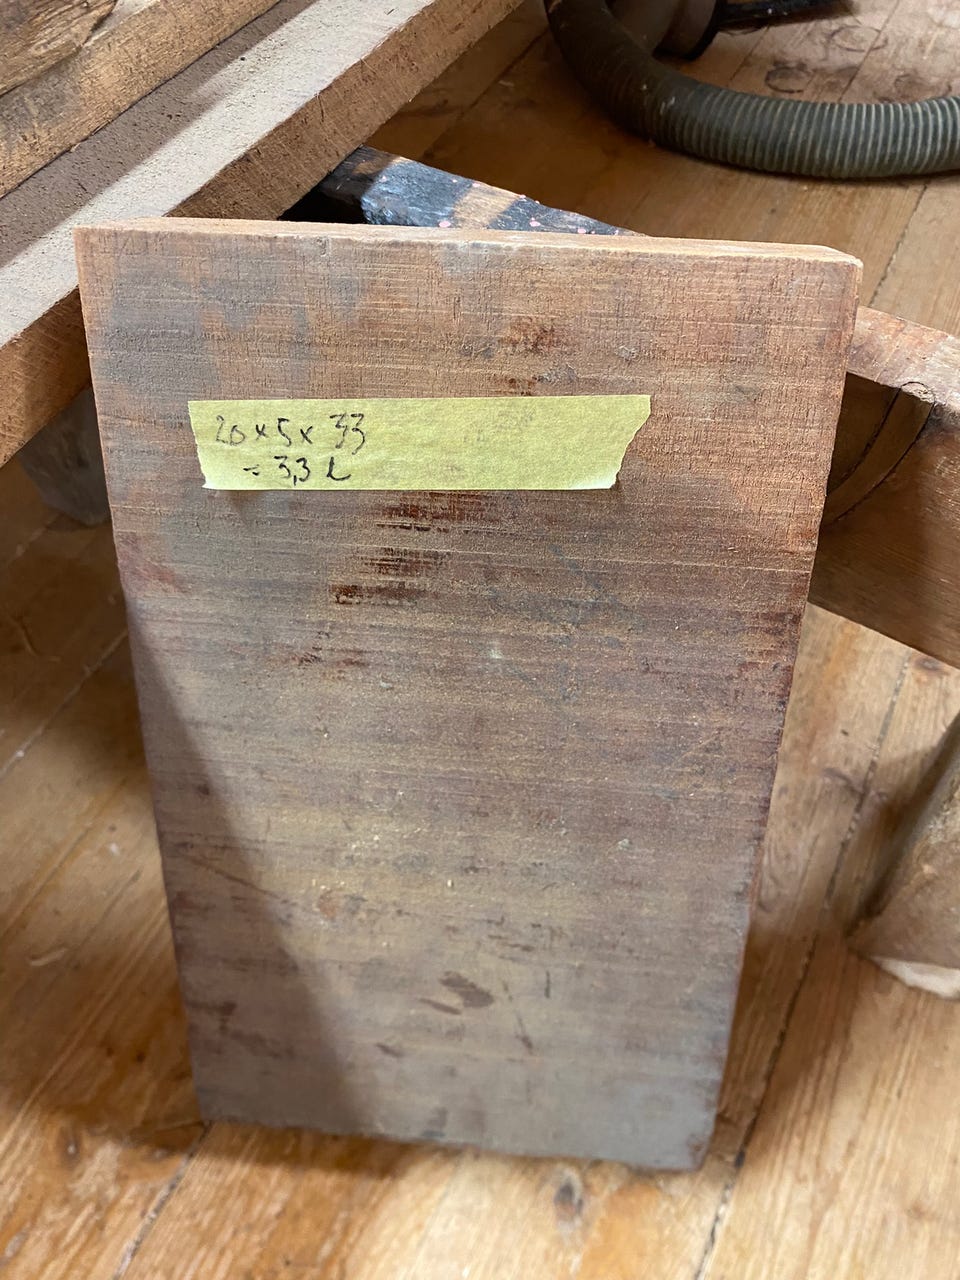 20 x 5 x 33
= 3,3 L